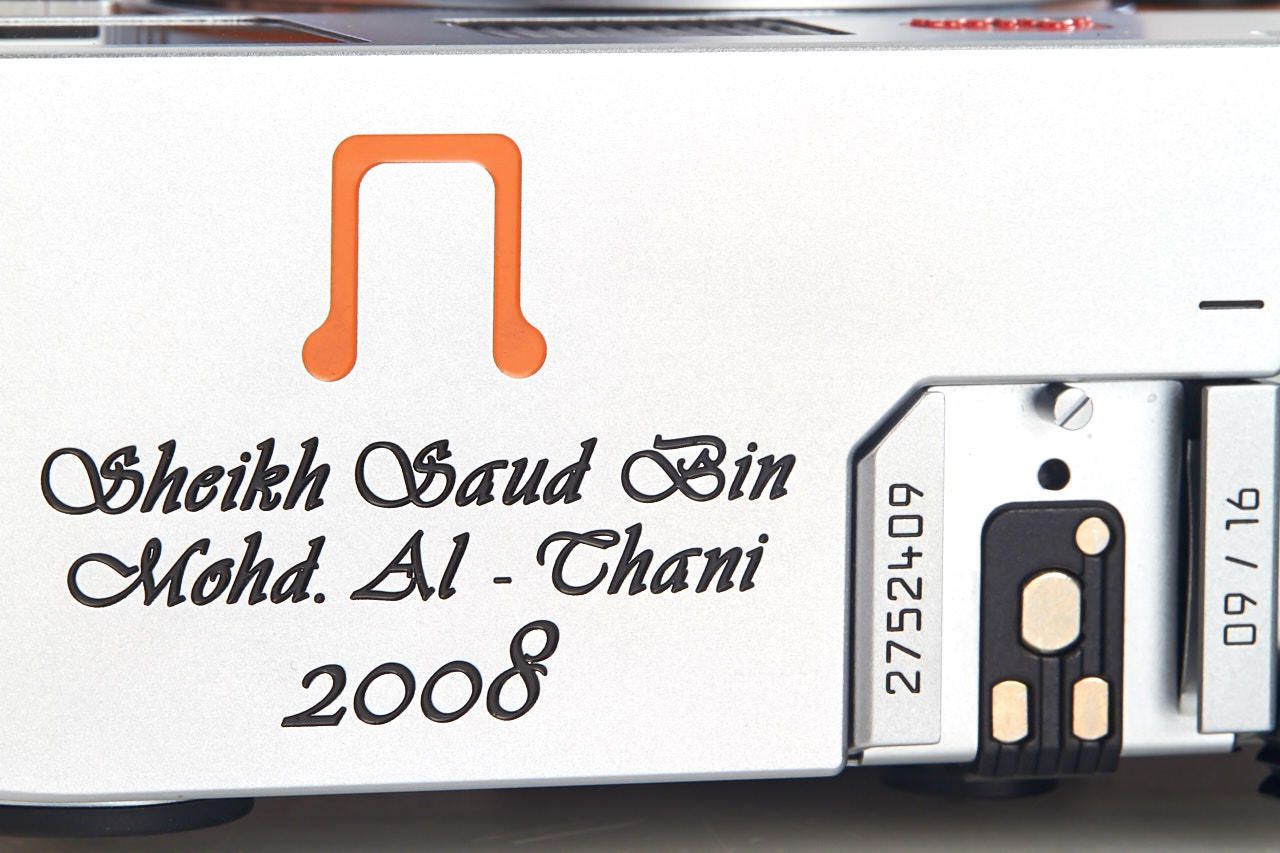 Sheikh Saud Bin
Mohd. Al - Thani
2008
2752409
09 / 16